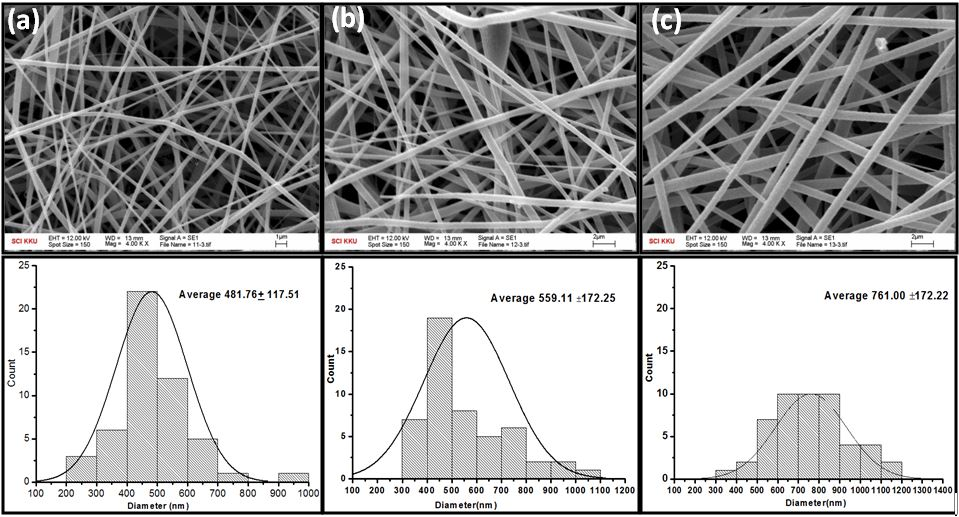 (a)
SCI KKU
EHT = 12.00 kV WD = 13 mm Signal A = SE1 1µm
Spot Size = 150 Mag = 4.00 K X File Name = 11-3.tif
(b)
SCI KKU
EHT = 12.00 kV WD = 13 mm Signal A = SE1 2µm
Spot Size = 150 Mag = 4.00 K X File Name = 12-3.tif
(c)
SCI KKU
EHT = 12.00 kV WD = 13 mm Signal A = SE1 2µm
Spot Size = 150 Mag = 4.00 K X File Name = 13-3.tif
Average 481.76± 117.51
Count
25
20
15
10
5
0
100 200 300 400 500 600 700 800 900 1000
Diameter (nm)
Average 559.11 ±172.25
Count
25
20
15
10
5
0
100 200 300 400 500 600 700 800 900 1000 1100 1200
Diameter(nm)
Average 761.00 ±172.22
Count
25
20
15
10
5
0
100 200 300 400 500 600 700 800 900 1000 1100 1200 1300 1400
Diameter(nm)